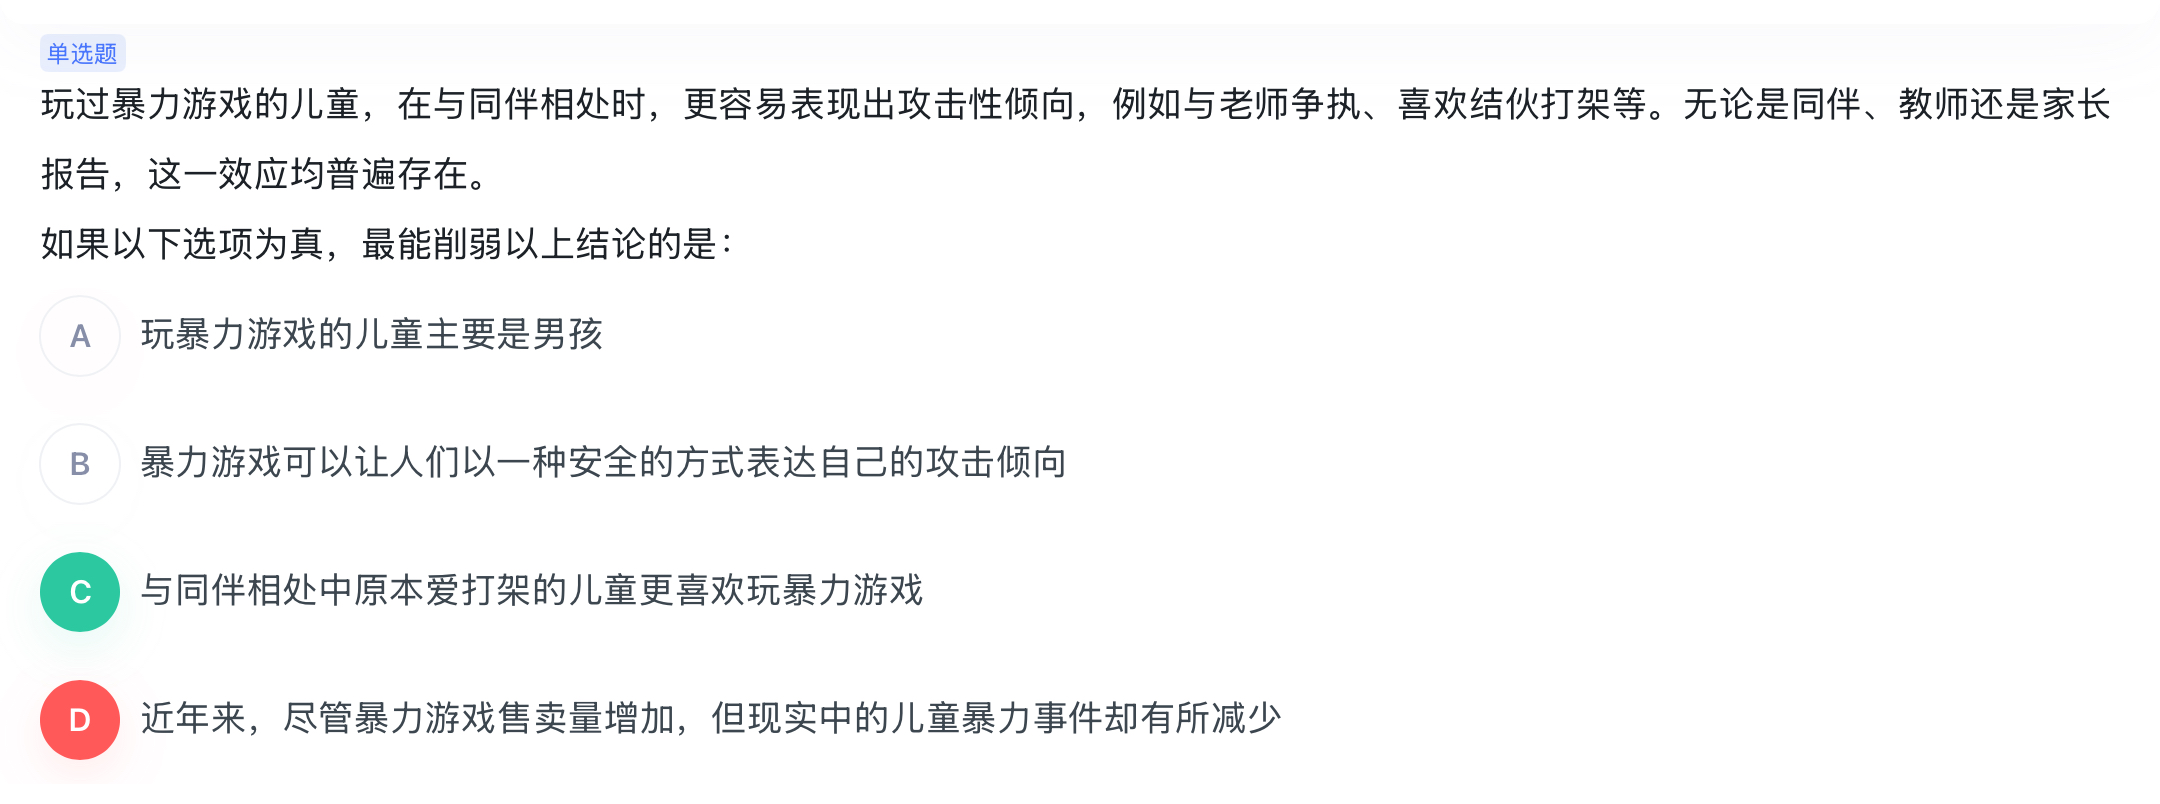 单选题
玩过暴力游戏的儿童，在与同伴相处时，更容易表现出攻击性倾向，例如与老师争执、喜欢结伙打架等。无论是同伴、教师还是家长
报告，这一效应均普遍存在。
如果以下选项为真，最能削弱以上结论的是：
A 玩暴力游戏的儿童主要是男孩
B 暴力游戏可以让人们以一种安全的方式表达自己的攻击倾向
C 与同伴相处中原本爱打架的儿童更喜欢玩暴力游戏
D 近年来，尽管暴力游戏售卖量增加，但现实中的儿童暴力事件却有所减少